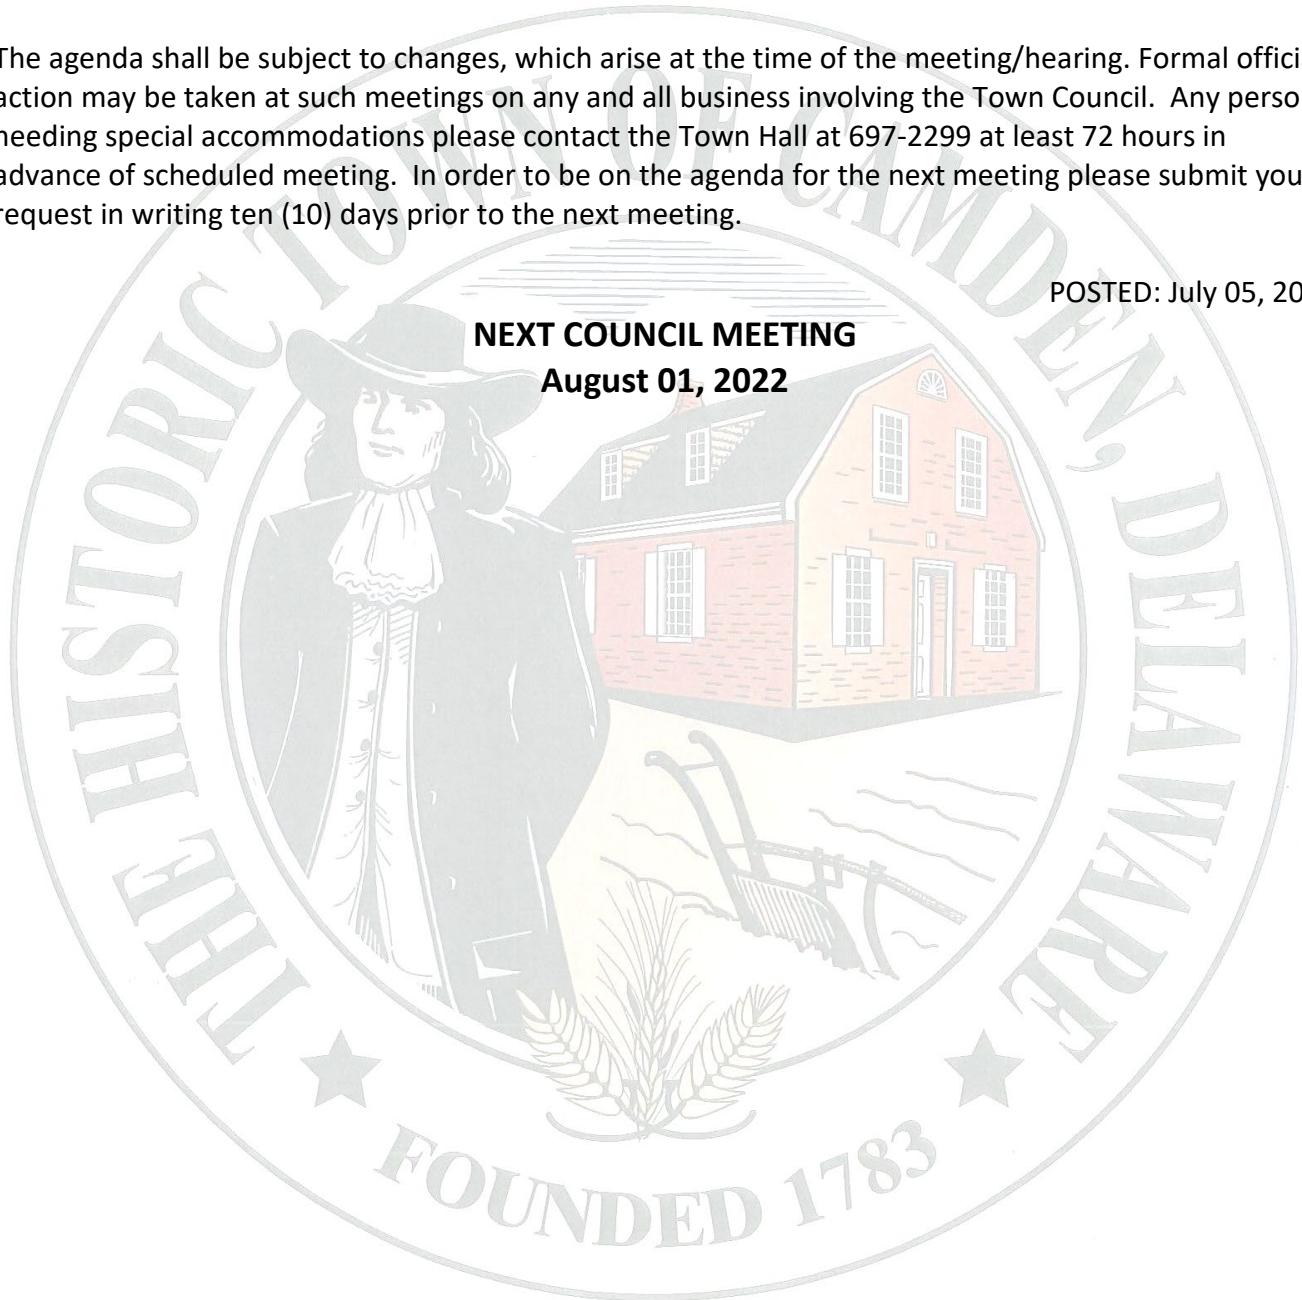 The agenda shall be subject to changes, which arise at the time of the meeting/hearing. Formal offici
action may be taken at such meetings on any and all business involving the Town Council. Any perso
needing special accommodations please contact the Town Hall at 697-2299 at least 72 hours in
advance of scheduled meeting. In order to be on the agenda for the next meeting please submit you
request in writing ten (10) days prior to the next meeting.
POSTED: July 05, 20
NEXT COUNCIL MEETING
August 01, 2022
THE HISTORIC TOWN OF CAMDEN, DELAWARE
FOUNDED 1783